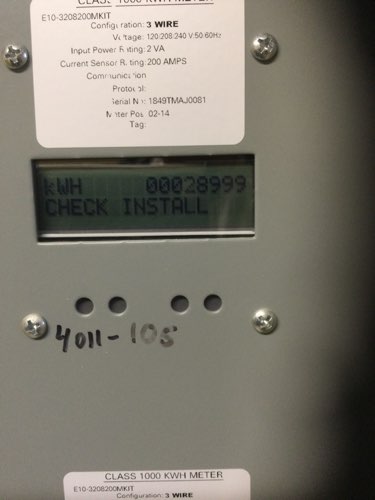 CLASS 1000 KWH METER
E10-3208200MKIT
Configuration: 3 WIRE
Voltage: 120:208:240 V:50:60Hz
Input Power Rating: 2 VA
Current Sensor Rating: 200 AMPS
Communication
Protocol:
Serial No: 1849TMAJ0081
Meter Pos: 02-14
Tag:
kWH 00028999
CHECK INSTALL
4011-105
CLASS 1000 KWH METER
E10-3208200MKIT
Configuration: 3 WIRE